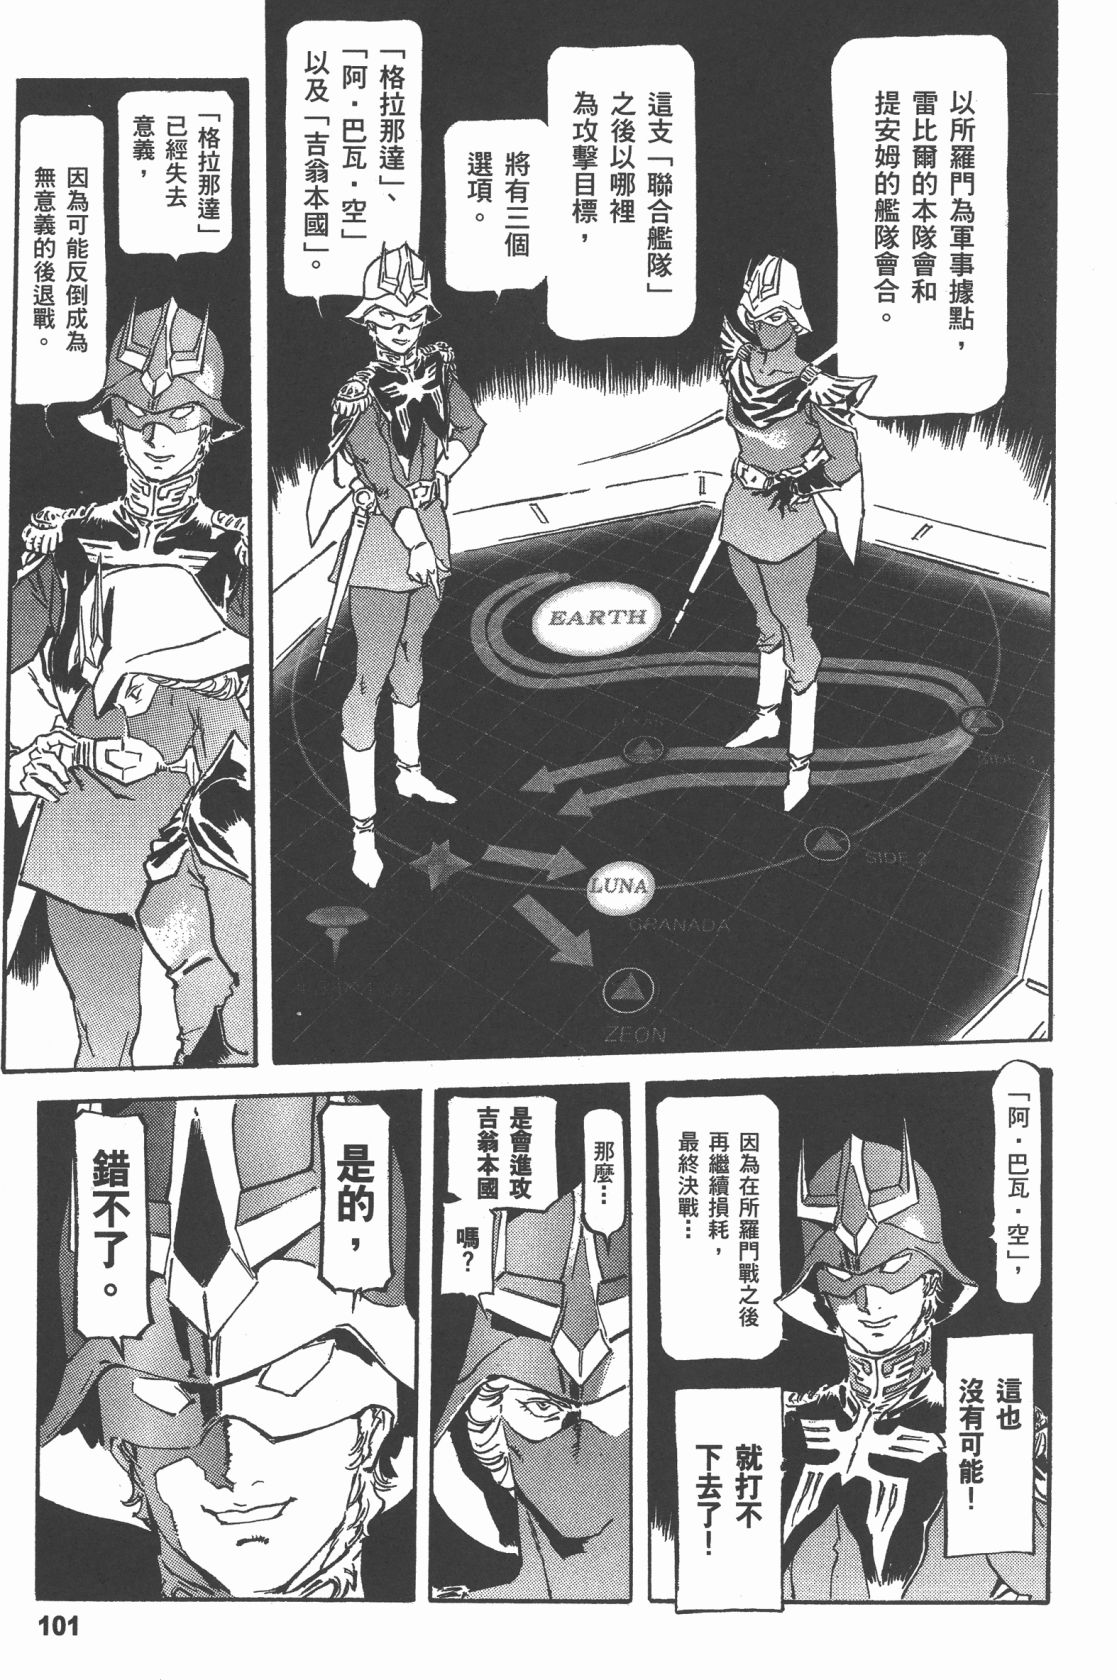 以所羅門為軍事據點，
雷比爾的本隊會和
提安姆的艦隊會合。
這支「聯合艦隊」
之後以哪裡
為攻擊目標，
將有三個
選項。
「格拉那達」、
「阿・巴瓦・空」
以及「吉翁本國」。
EARTH
SIDE 2
LUNA
GRANADA
ZEON
「格拉那達」
已經失去
意義，
因為可能反倒成為
無意義的後退戰。
「阿・巴瓦・空」，
這也
沒有可能！
因為在所羅門戰之後
再繼續損耗，
最終決戰…
就打不
下去了！
那麼…
是會進攻
吉翁本國
嗎？
是的，
錯不了。
101